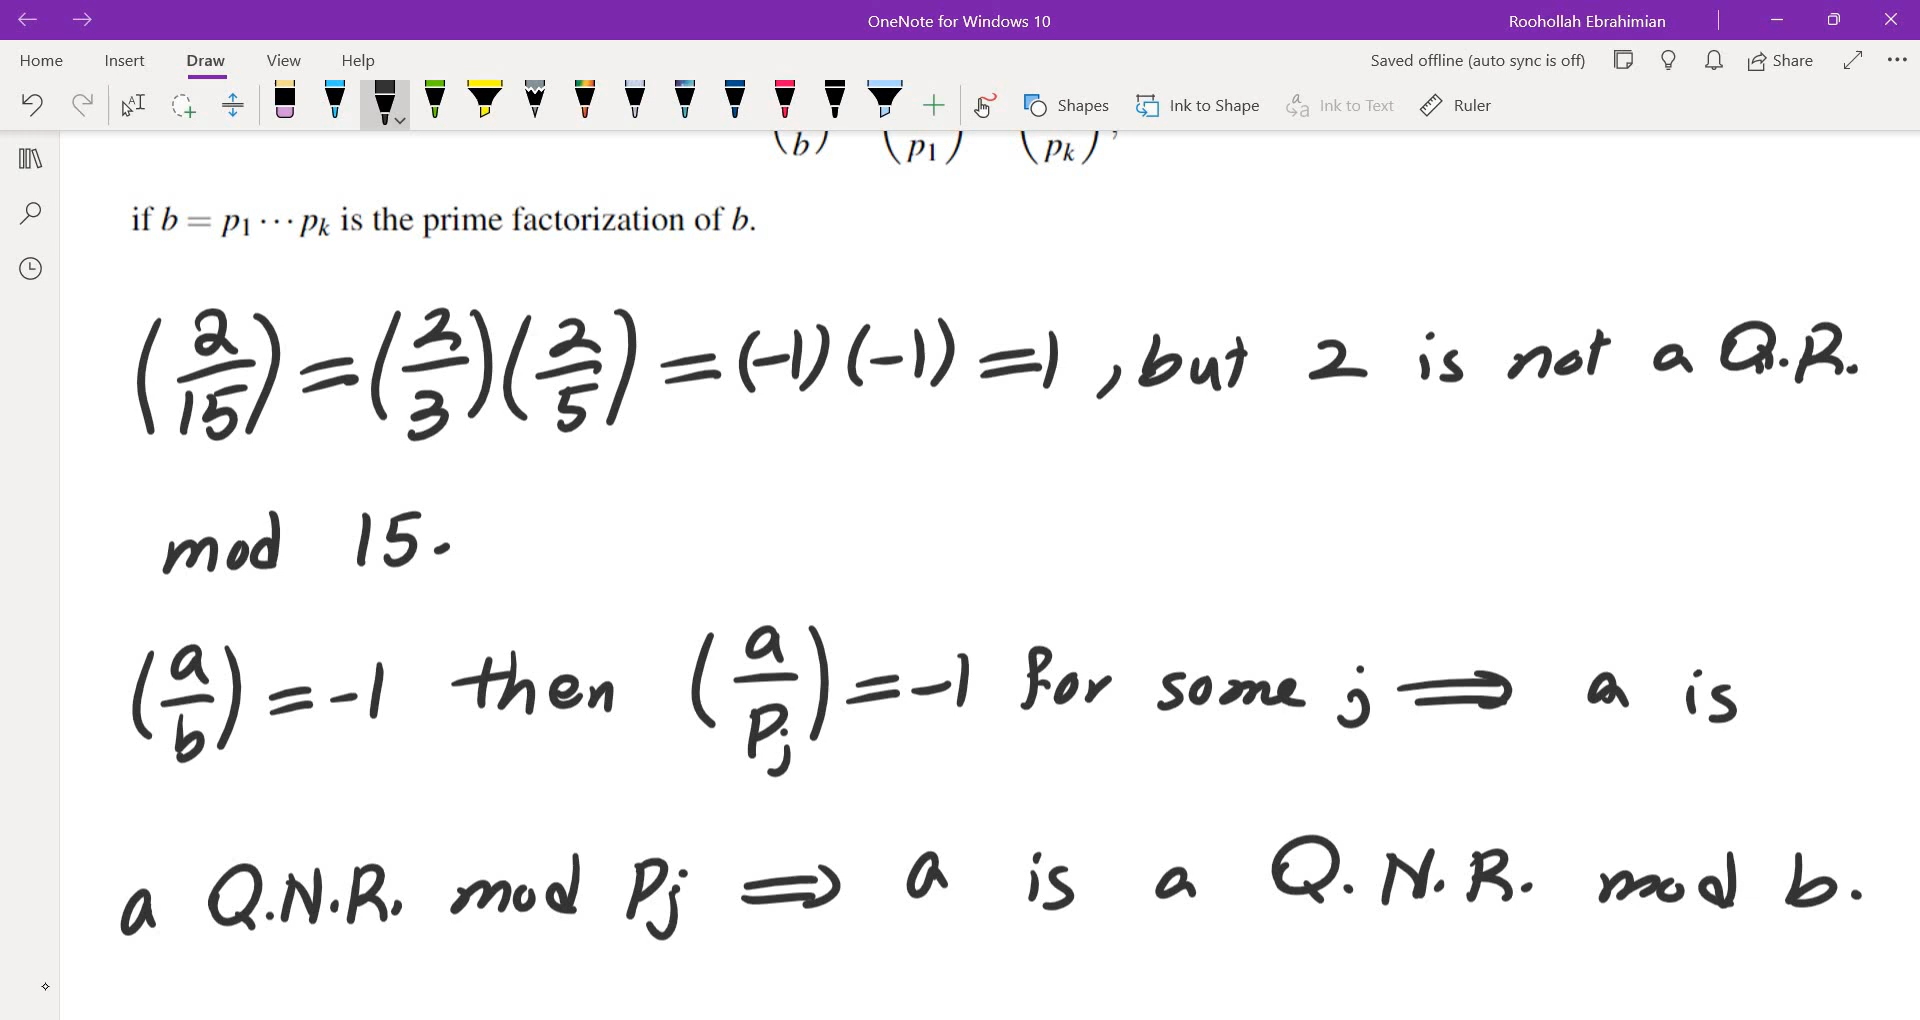 OneNote for Windows 10
Roohollah Ebrahimian
Home Insert Draw View Help
Saved offline (auto sync is off) Share
Shapes Ink to Shape Ink to Text Ruler
(b) (p1) (pk),
if b = p1 ··· pk is the prime factorization of b.
(2/15) = (2/3)(2/5) = (-1)(-1) = 1, but 2 is not a Q.R.
mod 15.
(a/b) = -1 then (a/Pj) = -1 for some j ⟹ a is
a Q.N.R. mod Pj ⟹ a is a Q.N.R. mod b.